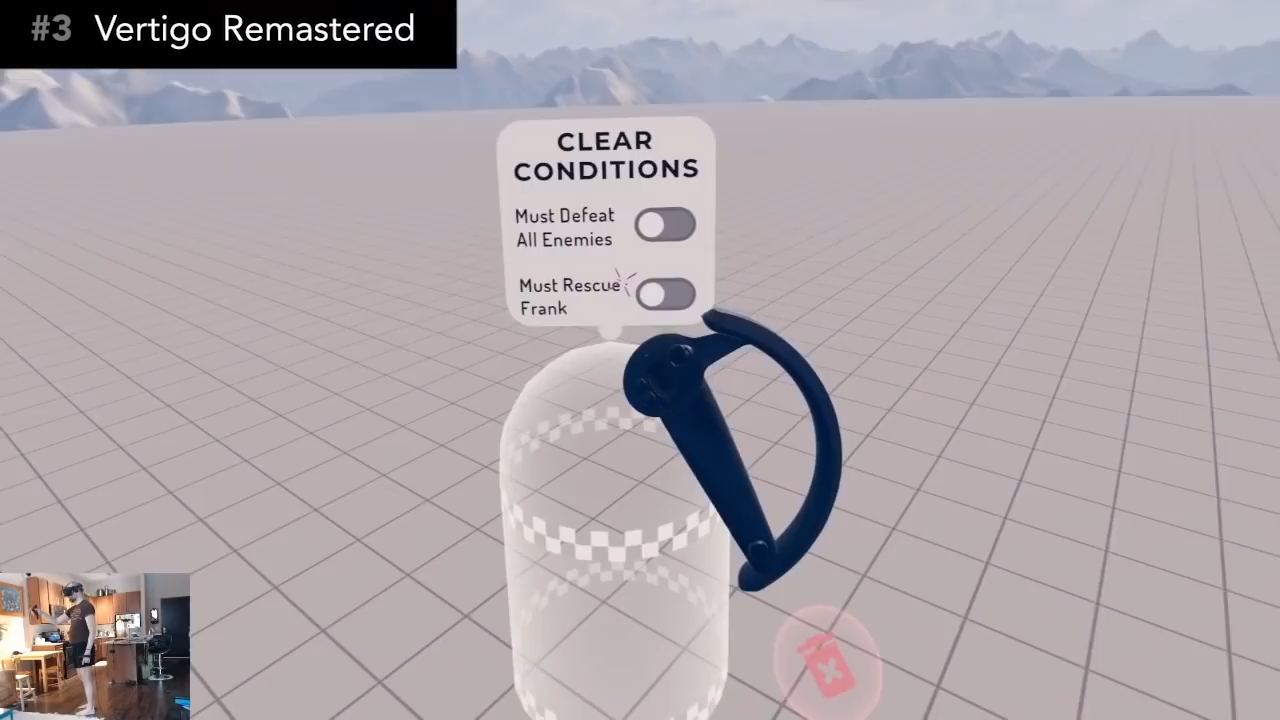 #3 Vertigo Remastered
CLEAR
CONDITIONS
Must Defeat
All Enemies
Must Rescue
Frank